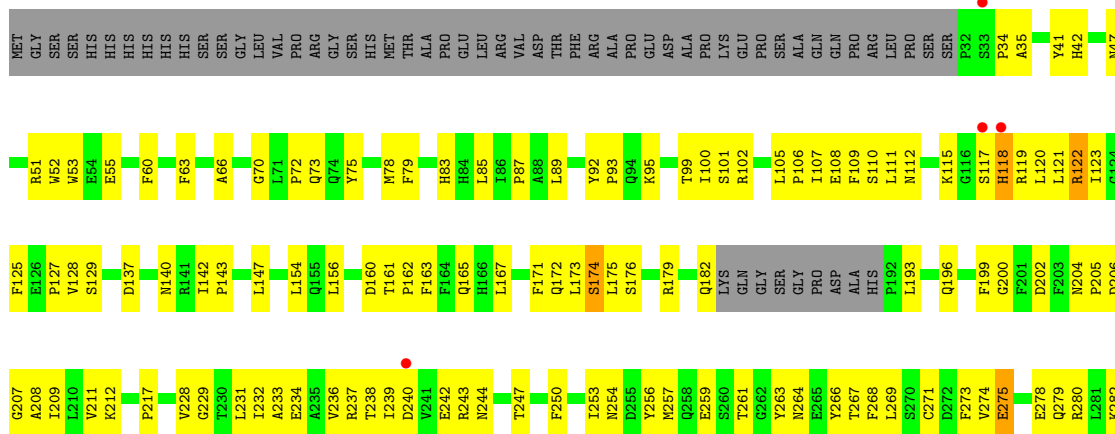 MET GLY SER SER HIS HIS HIS HIS HIS HIS SER SER GLY LEU VAL PRO ARG GLY SER HIS MET THR ALA PRO GLU LEU ARG VAL ASP THR PHE ARG ALA PRO GLU ASP ALA PRO LYS GLU PRO SER ALA GLN GLN PRO ARG LEU PRO SER SER P32 S33 P34 A35 Y41 H42 N47
R51 W52 W53 E54 E55 F60 F63 A66 G70 L71 P72 Q73 Q74 Y75 M78 F79 H83 H84 L85 I86 P87 A88 L89 Y92 P93 Q94 K95 T99 I100 S101 R102 L105 P106 I107 E108 F109 S110 L111 N112 K115 G116 S117 H118 R119 L120 L121 R122 I123 G124
F125 E126 P127 V128 S129 D137 N140 R141 I142 P143 L147 L154 Q155 L156 D160 T161 P162 F163 F164 Q165 H166 L167 F171 Q172 L173 S174 L175 S176 R179 Q182 LYS GLN GLY SER GLY PRO ASP ALA HIS P192 L193 Q196 F199 G200 F201 D202 F203 N204 P205 D206
G207 A208 I209 L210 V211 K212 P217 V228 G229 T230 L231 I232 A233 E234 A235 V236 R237 T238 I239 D240 V241 E242 R243 N244 T247 F250 I253 N254 D255 Y256 M257 Q258 E259 S260 T261 G262 Y263 N264 E265 Y266 T267 F268 L269 S270 C271 D272 F273 V274 E275 E278 Q279 R280 L281